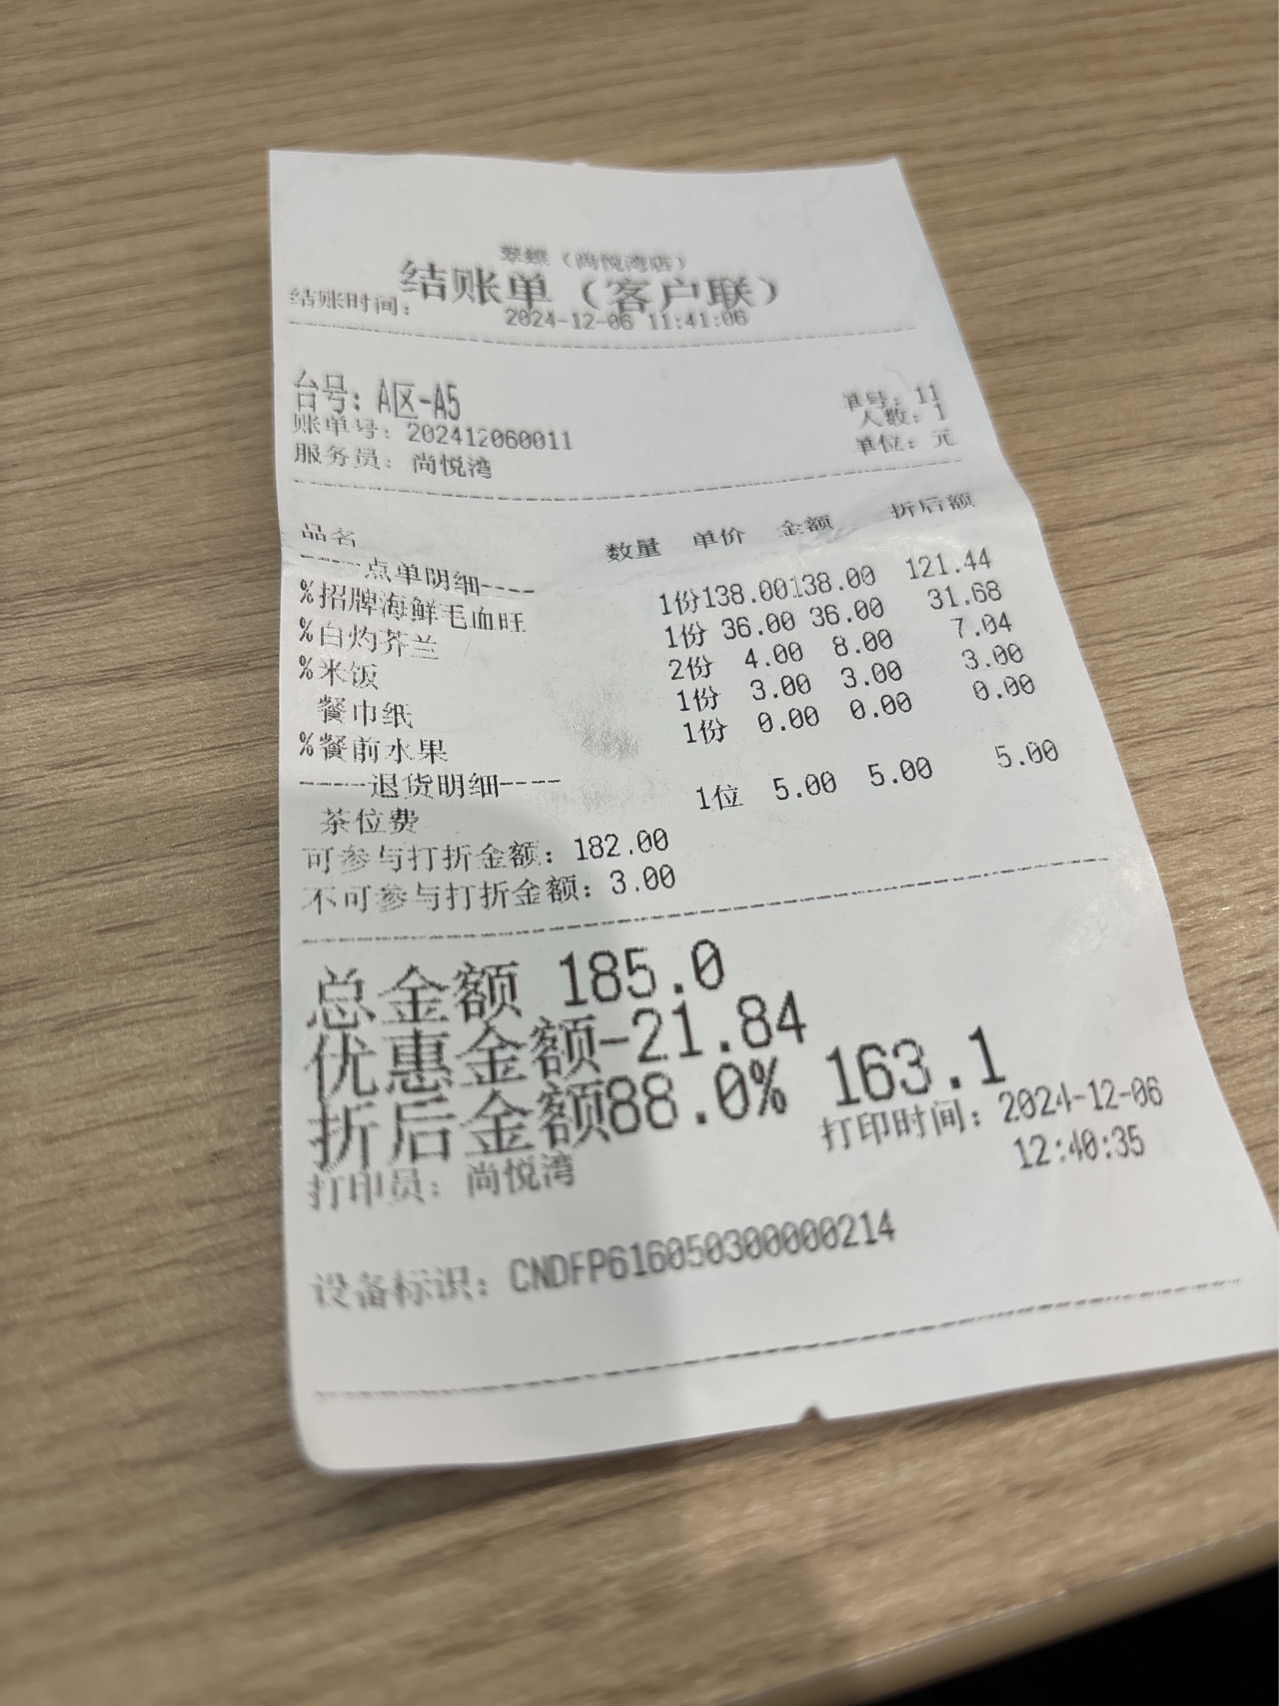 （尚悦湾店）
结账单（客户联）
结账时间： 2024-12-06 11:41:06
台号：A区-A5 单号：11
账单号：202412060011 人数：1
服务员：尚悦湾 单位：元
品名 数量 单价 金额 折后额
----点单明细----
%招牌海鲜毛血旺 1份 138.00 138.00 121.44
%白灼芥兰 1份 36.00 36.00 31.68
%米饭 2份 4.00 8.00 7.04
餐巾纸 1份 3.00 3.00 3.00
%餐前水果 1份 0.00 0.00 0.00
-----退货明细----
茶位费 1位 5.00 5.00 5.00
可参与打折金额：182.00
不可参与打折金额：3.00
总金额 185.0
优惠金额-21.84
折后金额88.0% 163.1
打印员：尚悦湾 打印时间：2024-12-06
12:40:35
设备标识：CNDFP616050300000214